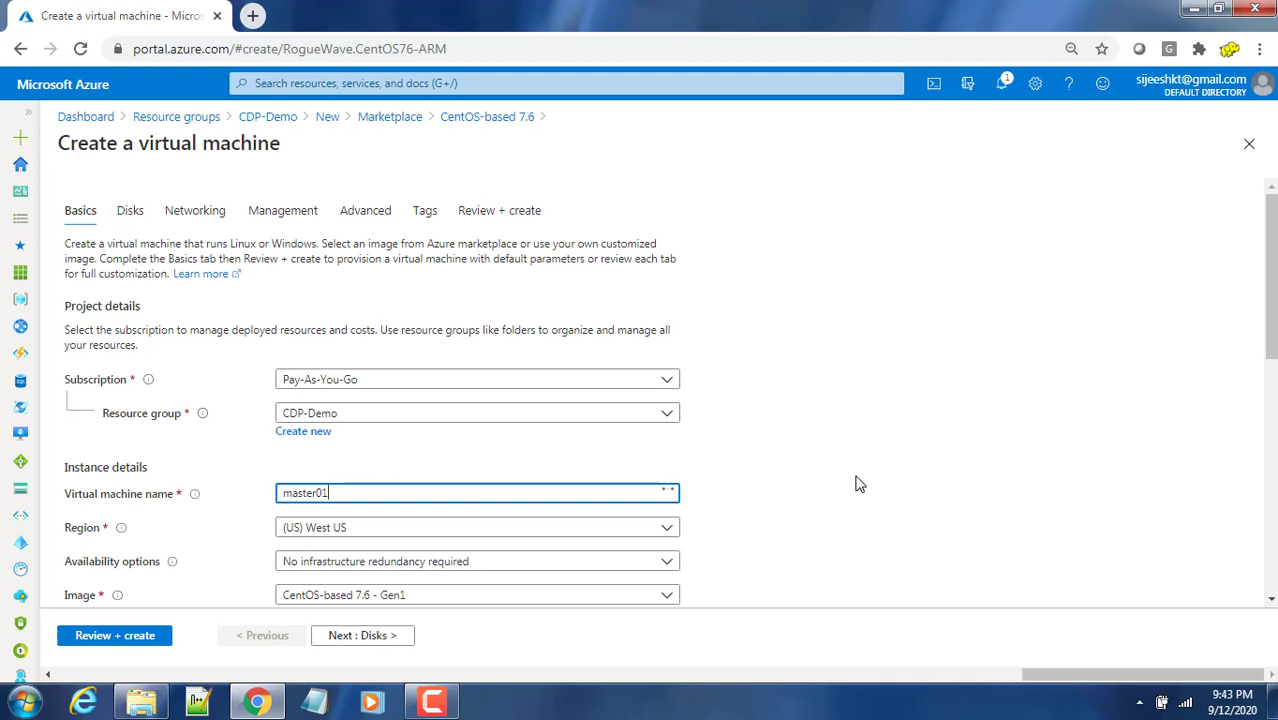 Create a virtual machine - Micros
portal.azure.com/#create/RogueWave.CentOS76-ARM
G
Microsoft Azure
Search resources, services, and docs (G+/)
1
sijeeshkt@gmail.com
DEFAULT DIRECTORY
Dashboard > Resource groups > CDP-Demo > New > Marketplace > CentOS-based 7.6 >
Create a virtual machine
Basics Disks Networking Management Advanced Tags Review + create
Create a virtual machine that runs Linux or Windows. Select an image from Azure marketplace or use your own customized
image. Complete the Basics tab then Review + create to provision a virtual machine with default parameters or review each tab
for full customization. Learn more
Project details
Select the subscription to manage deployed resources and costs. Use resource groups like folders to organize and manage all
your resources.
Subscription * Pay-As-You-Go
Resource group * CDP-Demo
Create new
Instance details
Virtual machine name * master01
Region * (US) West US
Availability options No infrastructure redundancy required
Image * CentOS-based 7.6 - Gen1
Review + create < Previous Next : Disks >
9:43 PM
9/12/2020